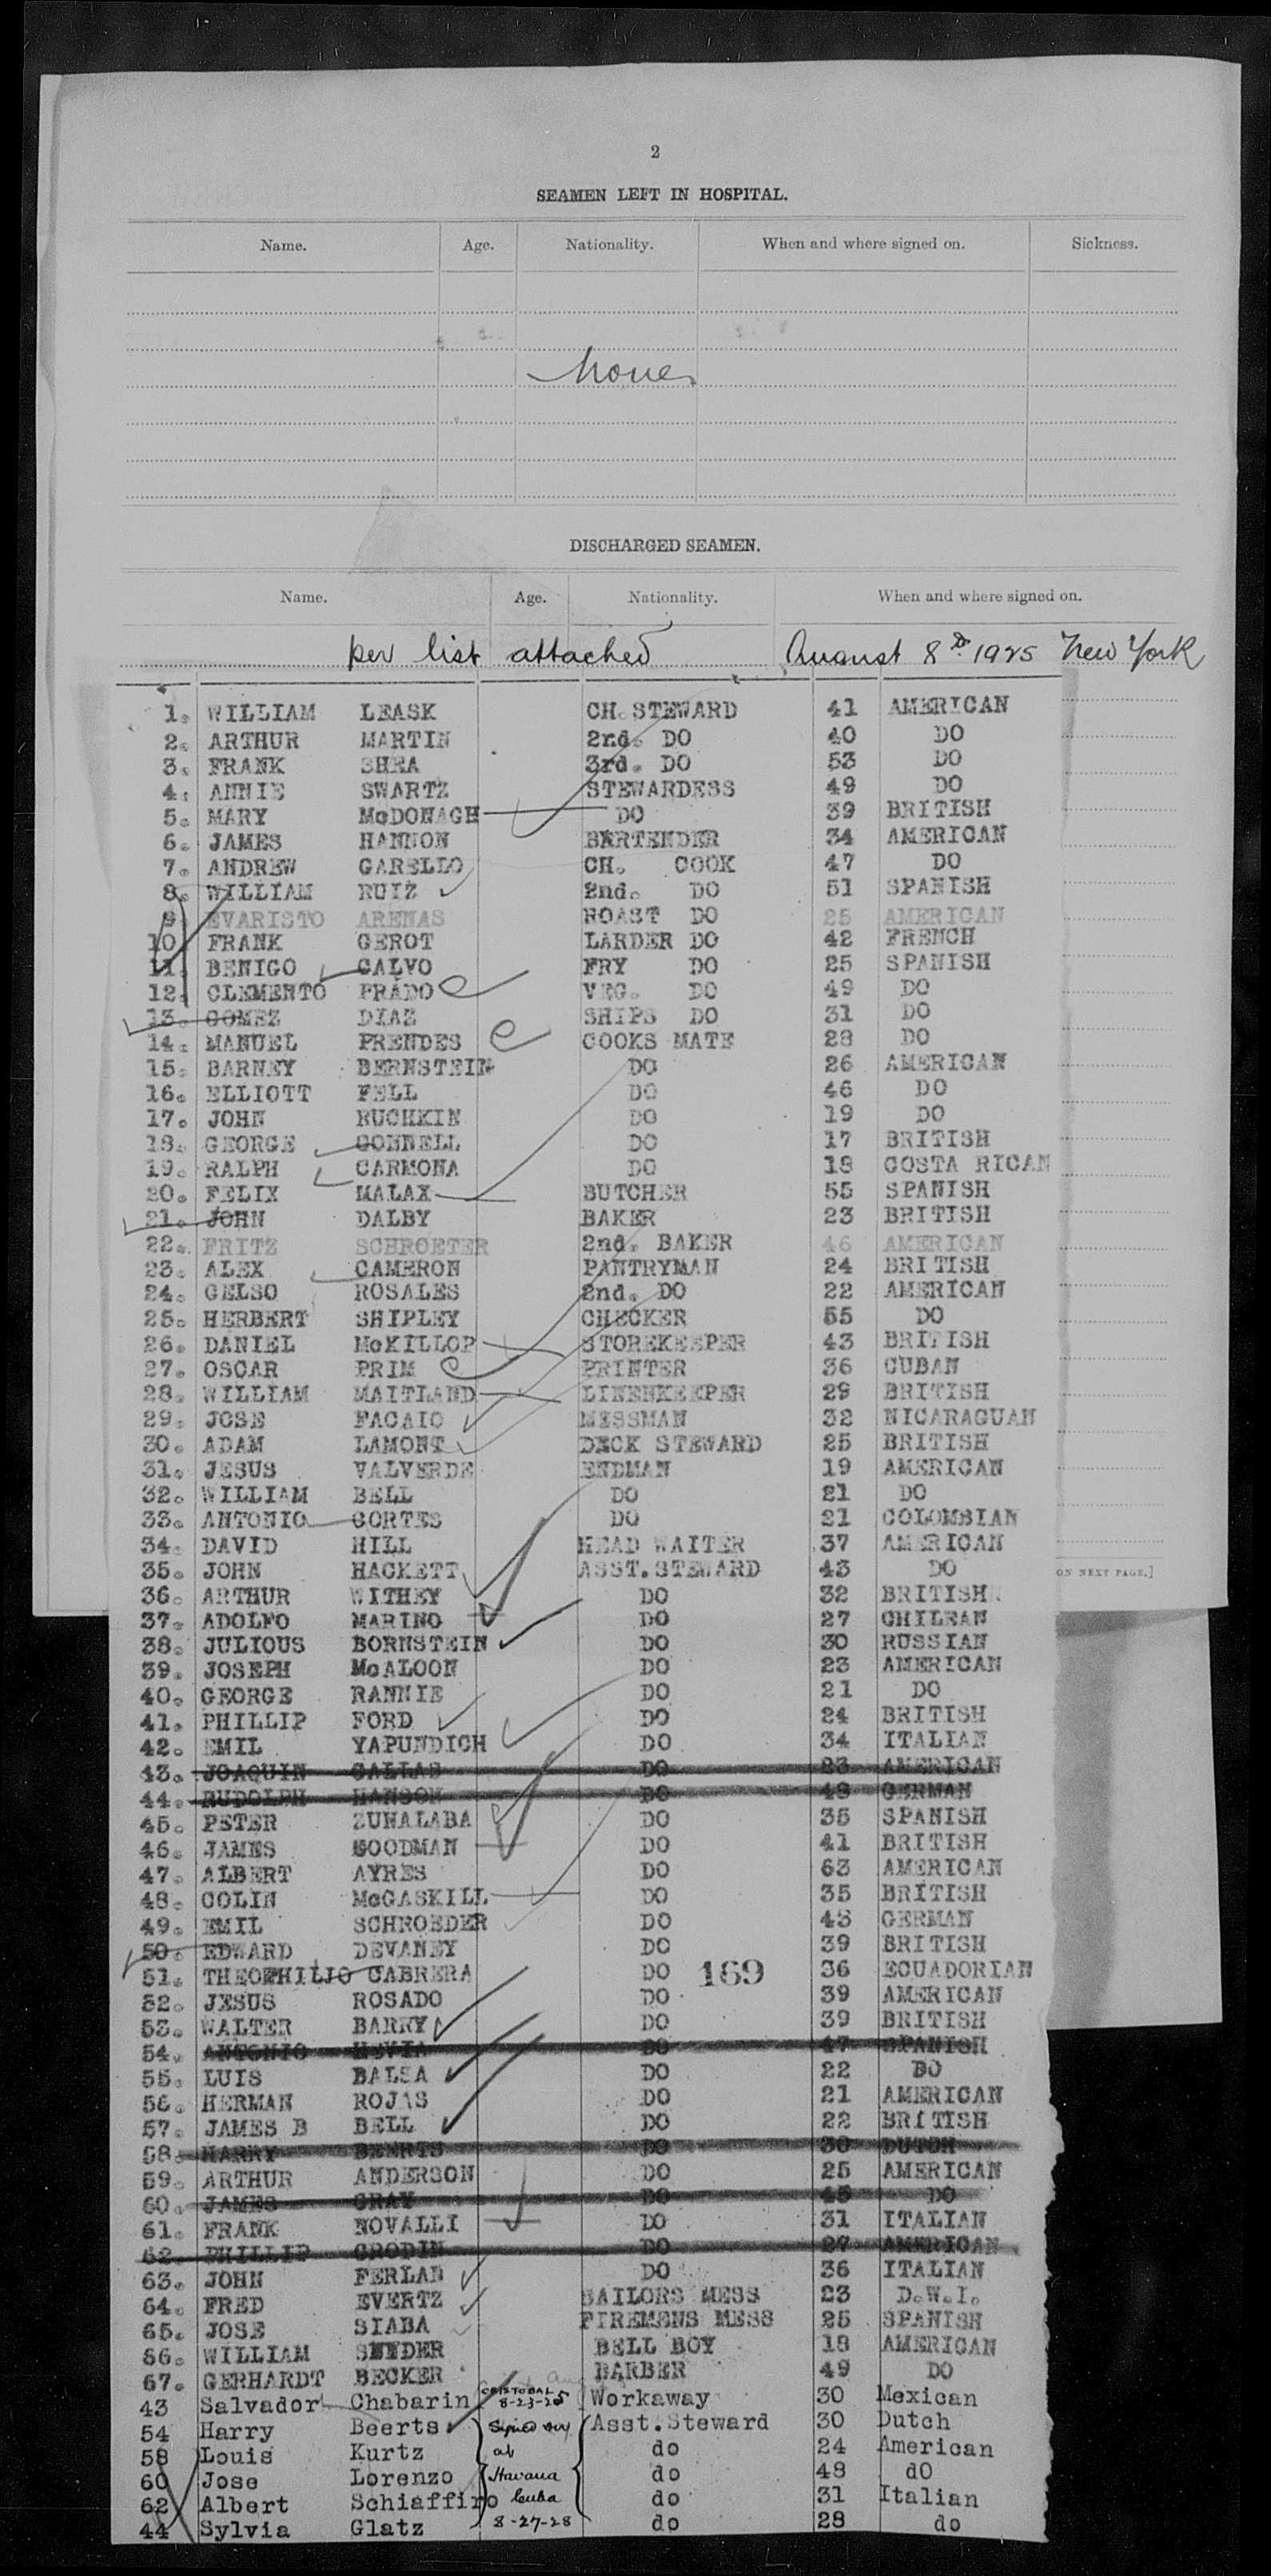 2
SEAMEN LEFT IN HOSPITAL.
Name. Age. Nationality. When and where signed on. Sickness.
None
DISCHARGED SEAMEN.
Name. Age. Nationality. When and where signed on.
per list attached August 8th 1925 New York
1. WILLIAM LEASK CH. STEWARD 41 AMERICAN
2. ARTHUR MARTIN 2nd. DO 40 DO
3. FRANK SHEA 3rd. DO 53 DO
4. ANNIE SWARTZ STEWARDESS 49 DO
5. MARY McDONAGH DO 39 BRITISH
6. JAMES HANNON BARTENDER 34 AMERICAN
7. ANDREW GARELLO CH. COOK 47 DO
8. WILLIAM RUIZ 2nd. DO 51 SPANISH
9 EVARISTO ARENAS ROAST DO 25 AMERICAN
10 FRANK GEROT LARDER DO 42 FRENCH
11. BENIGO CALVO FRY DO 25 SPANISH
12. CLEMENTO PRADO VEG. DO 49 DO
13. GOMEZ DIAZ SHIPS DO 31 DO
14. MANUEL PRENDES COOKS MATE 28 DO
15. BARNEY BERNSTEIN DO 26 AMERICAN
16. ELLIOTT FELL DO 46 DO
17. JOHN RUCHKIN DO 19 DO
18. GEORGE CONNELL DO 17 BRITISH
19. RALPH CARMONA DO 18 COSTA RICAN
20. FELIX MALAX BUTCHER 55 SPANISH
21. JOHN DALBY BAKER 23 BRITISH
22. FRITZ SCHROETER 2nd. BAKER 46 AMERICAN
23. ALEX CAMERON PANTRYMAN 24 BRITISH
24. GELSO ROSALES 2nd. DO 22 AMERICAN
25. HERBERT SHIPLEY CHECKER 55 DO
26. DANIEL McKILLOP STOREKEEPER 43 BRITISH
27. OSCAR PRIM PRINTER 36 CUBAN
28. WILLIAM MAITLAND LINENKEEPER 29 BRITISH
29. JOSE FACAIO MESSMAN 32 NICARAGUAN
30. ADAM LAMONT DECK STEWARD 25 BRITISH
31. JESUS VALVERDE ENDMAN 19 AMERICAN
32. WILLIAM BELL DO 21 DO
33. ANTONIO CORTES DO 21 COLOMBIAN
34. DAVID HILL HEAD WAITER 37 AMERICAN
35. JOHN HACKETT ASST. STEWARD 43 DO
ON NEXT PAGE.]
36. ARTHUR WITHEY DO 32 BRITISH
37. ADOLFO MARINO DO 27 CHILEAN
38. JULIOUS BORNSTEIN DO 30 RUSSIAN
39. JOSEPH McALOON DO 23 AMERICAN
40. GEORGE RANNIE DO 21 DO
41. PHILLIP FORD DO 24 BRITISH
42. EMIL YAPUNDICH DO 34 ITALIAN
43. JOAQUIN CALLAS DO 23 AMERICAN
44. RUDOLPH HANSON DO 48 GERMAN
45. PETER ZUNALABA DO 35 SPANISH
46. JAMES GOODMAN DO 41 BRITISH
47. ALBERT AYRES DO 63 AMERICAN
48. COLIN McGASKILL DO 35 BRITISH
49. EMIL SCHROEDER DO 43 GERMAN
50. EDWARD DEVANEY DO 39 BRITISH
51. THEOPHILIO CABRERA DO 169 36 ECUADORIAN
52. JESUS ROSADO DO 39 AMERICAN
53. WALTER BARRY DO 39 BRITISH
54. ANTONIO HEVIA DO 47 SPANISH
55. LUIS BALSA DO 22 DO
56. HERMAN ROJAS DO 21 AMERICAN
57. JAMES B BELL DO 22 BRITISH
58. HARRY BEERTS DO 30 DUTCH
59. ARTHUR ANDERSON DO 25 AMERICAN
60. JAMES GRAY DO 45 DO
61. FRANK NOVALLI DO 31 ITALIAN
62. PHILLIP GRODIN DO 27 AMERICAN
63. JOHN FERLAN DO 36 ITALIAN
64. FRED EVERTZ SAILORS MESS 23 D.W.I.
65. JOSE SIABA FIREMENS MESS 25 SPANISH
66. WILLIAM SNYDER BELL BOY 18 AMERICAN
67. GERHARDT BECKER BARBER 49 DO
43 Salvador Chabarin CRISTOBAL 8-23-25 Workaway 30 Mexican
54 Harry Beerts Signed on Asst. Steward 30 Dutch
58 Louis Kurtz at do 24 American
60 Jose Lorenzo Havana do 48 dO
62 Albert Schiaffiro Cuba do 31 Italian
44 Sylvia Glatz 8-27-25 do 28 do